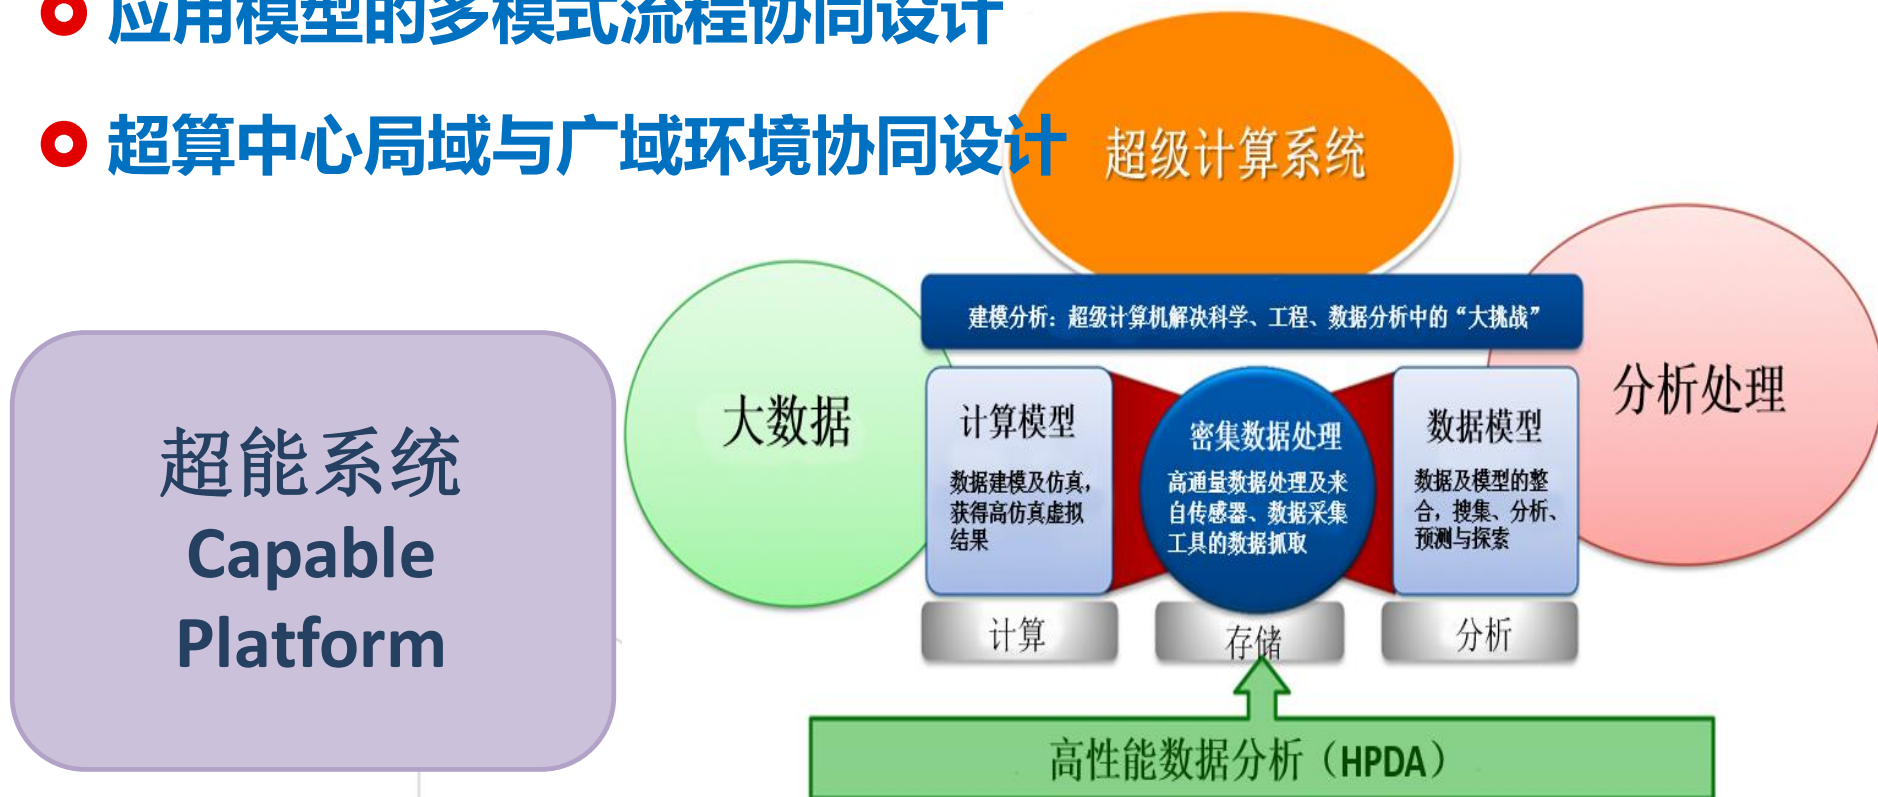 应用模型的多模式流程协同设计
超算中心局域与广域环境协同设计
超级计算系统
建模分析：超级计算机解决科学、工程、数据分析中的“大挑战”
大数据
分析处理
计算模型
数据建模及仿真，
获得高仿真虚拟
结果
密集数据处理
高通量数据处理及来
自传感器、数据采集
工具的数据抓取
数据模型
数据及模型的整
合，搜集、分析、
预测与探索
计算
存储
分析
高性能数据分析（HPDA）
超能系统
Capable
Platform